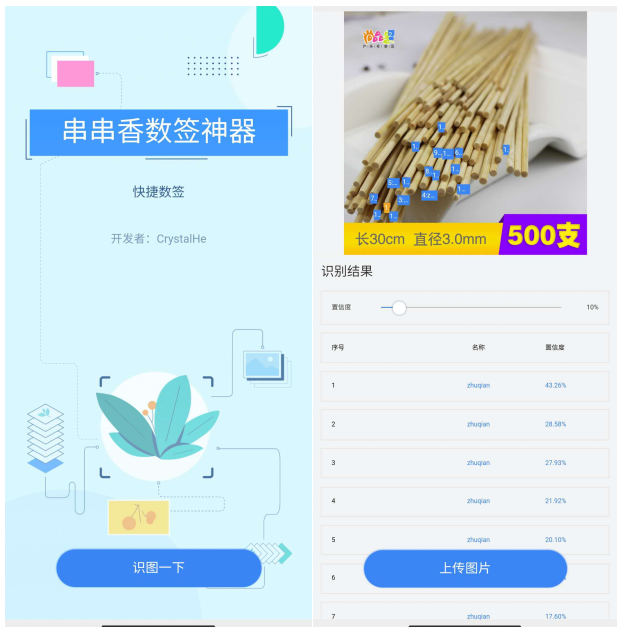 串串香数签神器
快捷数签
开发者：CrystalHe
识图一下
长30cm 直径3.0mm
500支
识别结果
置信度 10%
序号 名称 置信度
1 zhuqian 43.26%
2 zhuqian 28.58%
3 zhuqian 27.93%
4 zhuqian 21.92%
5 zhuqian 20.10%
6
上传图片
7 zhuqian 17.60%